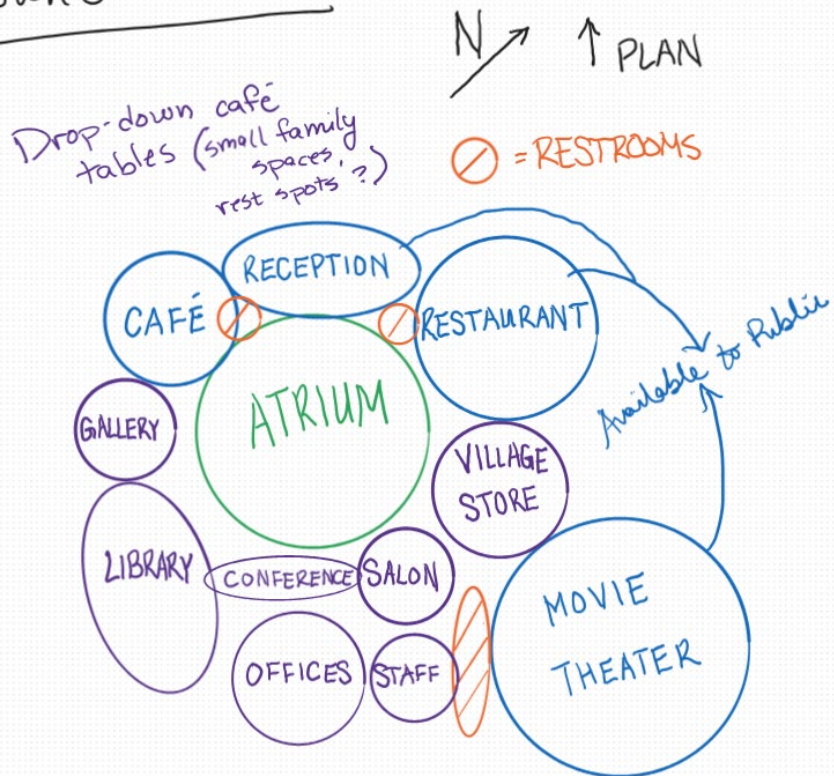 N
↑ PLAN
Drop-down café
tables (small family
spaces,
rest spots?)
= RESTROOMS
RECEPTION
CAFÉ
RESTAURANT
ATRIUM
Available to Public
GALLERY
VILLAGE
STORE
LIBRARY
CONFERENCE
SALON
MOVIE
THEATER
OFFICES
STAFF